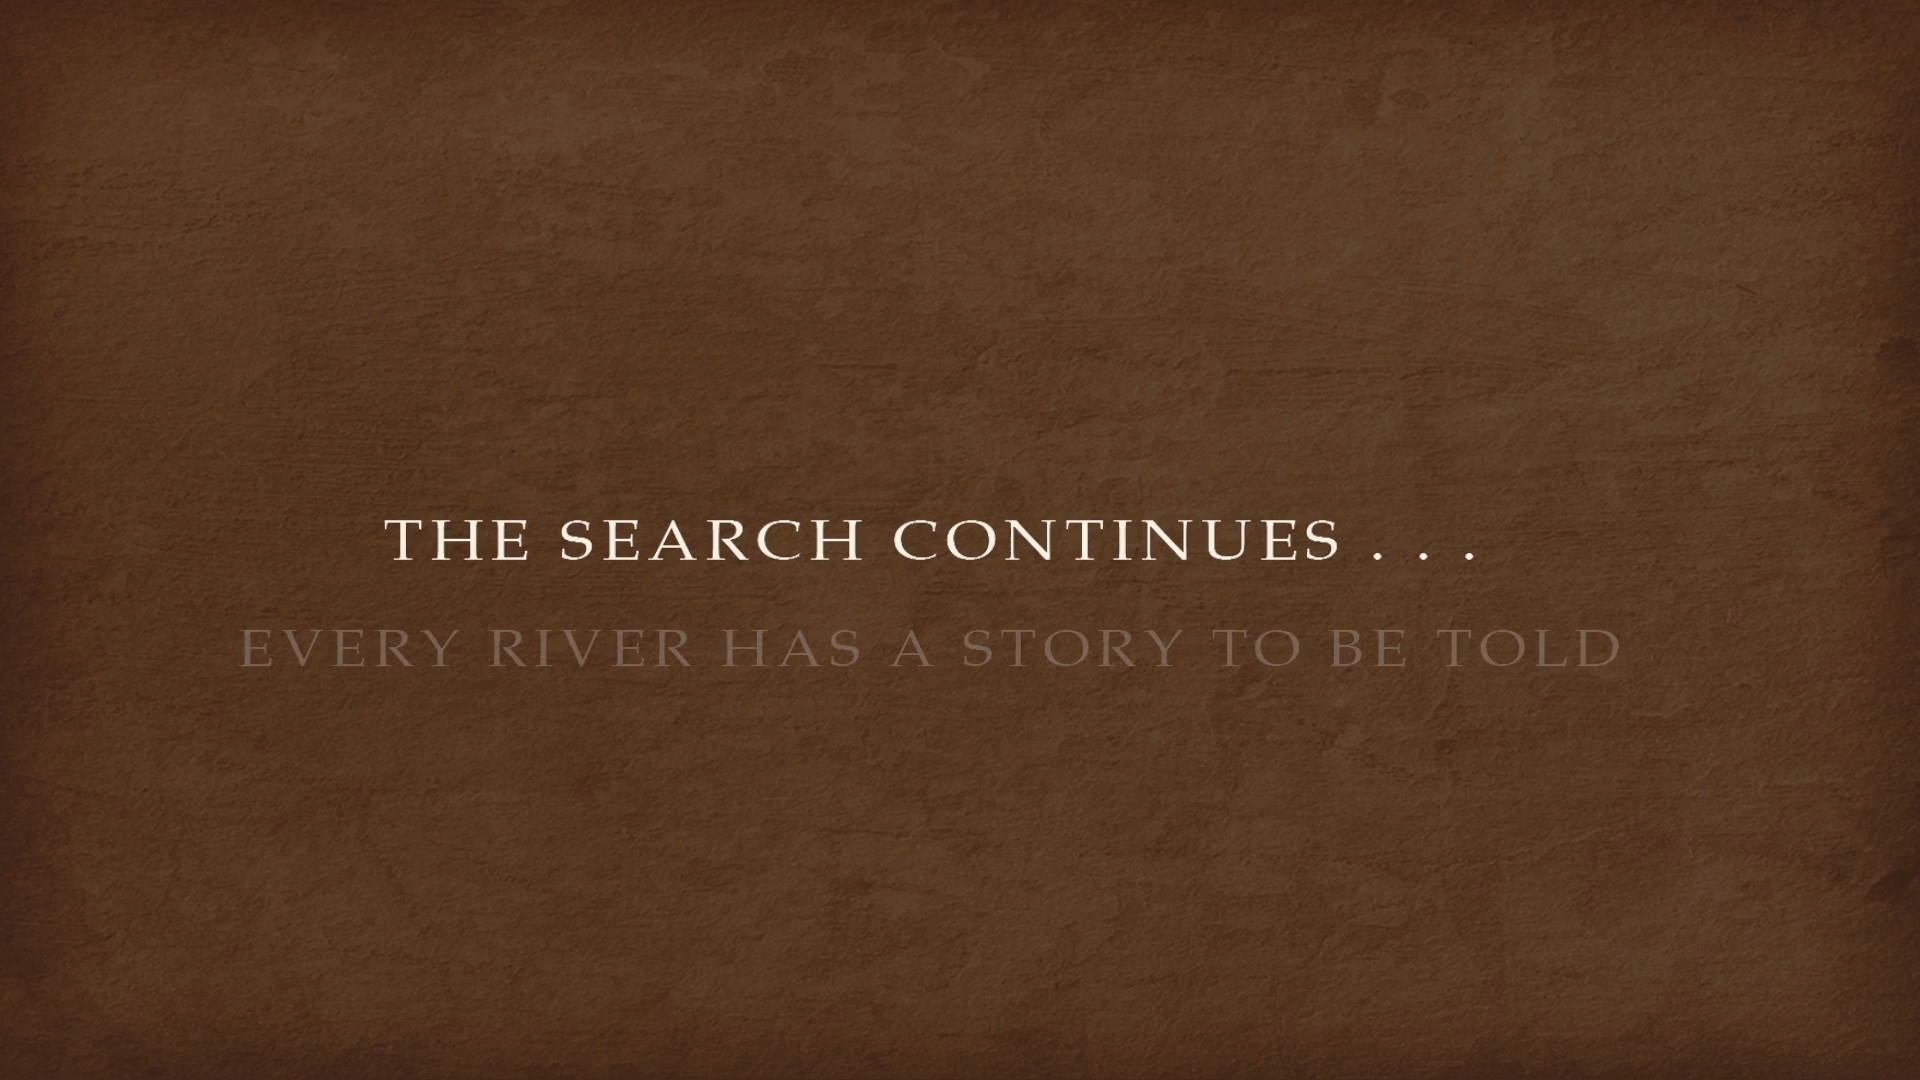 THE SEARCH CONTINUES . . .
EVERY RIVER HAS A STORY TO BE TOLD